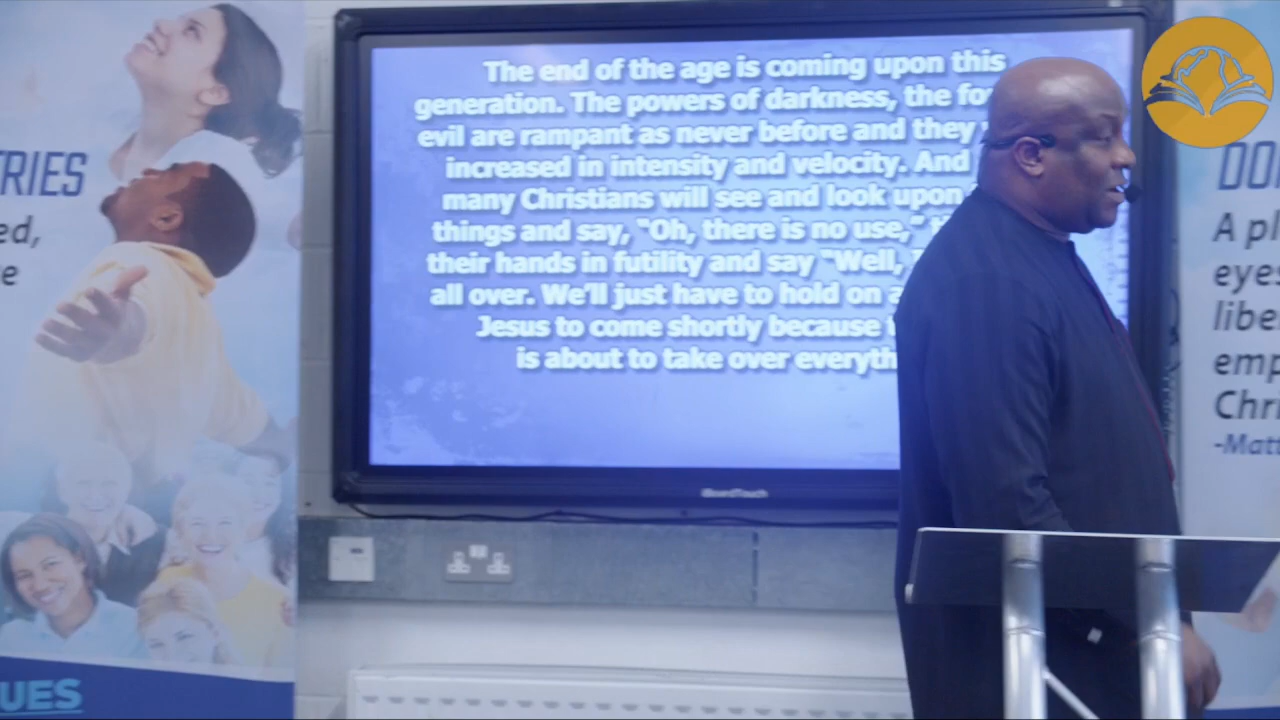 RIES
ed,
e
UES
The end of the age is coming upon this
generation. The powers of darkness, the fo
evil are rampant as never before and they
increased in intensity and velocity. And
many Christians will see and look upon
things and say, "Oh, there is no use,"
their hands in futility and say "Well,
all over. We'll just have to hold on a
Jesus to come shortly because
is about to take over everyth
DO
A pl
eyes
libe
emp
Chri
-Matt